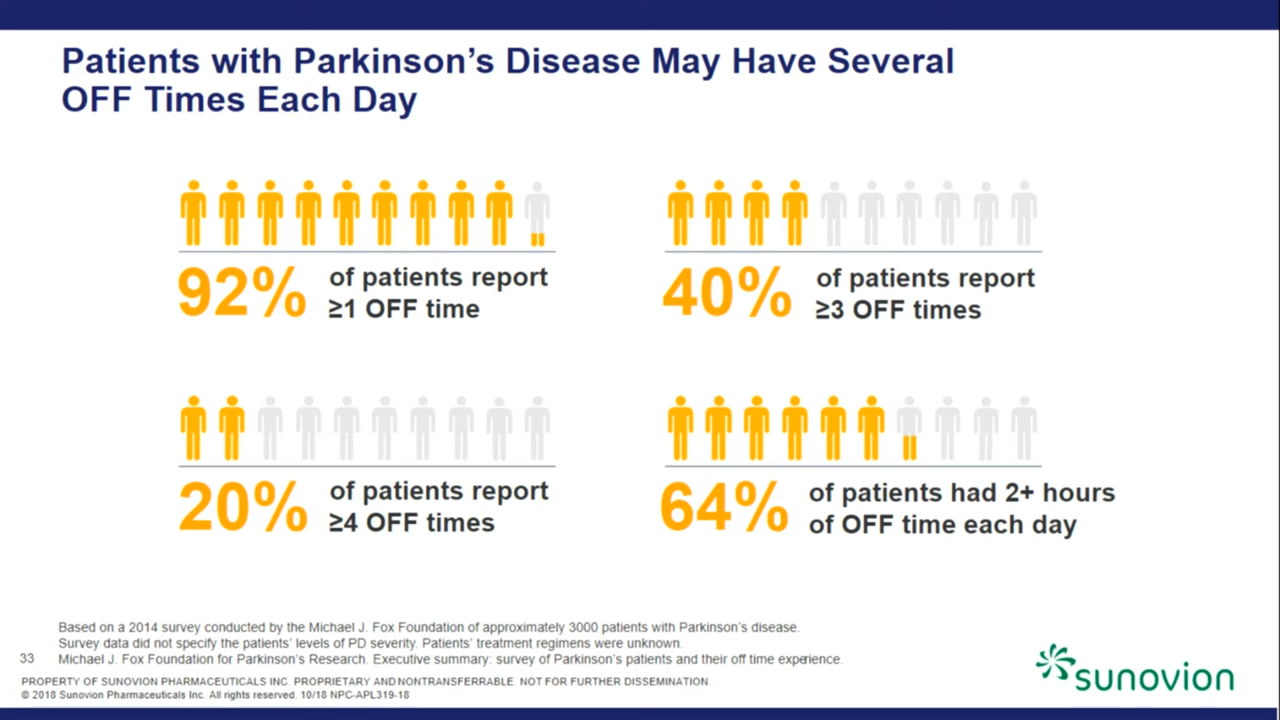 Patients with Parkinson's Disease May Have Several
OFF Times Each Day
92%
of patients report
≥1 OFF time
40%
of patients report
≥3 OFF times
20%
of patients report
≥4 OFF times
64%
of patients had 2+ hours
of OFF time each day
Based on a 2014 survey conducted by the Michael J. Fox Foundation of approximately 3000 patients with Parkinson's disease.
Survey data did not specify the patients' levels of PD severity. Patients' treatment regimens were unknown.
33
Michael J. Fox Foundation for Parkinson's Research. Executive summary: survey of Parkinson's patients and their off time experience.
PROPERTY OF SUNOVION PHARMACEUTICALS INC. PROPRIETARY AND NONTRANSFERRABLE. NOT FOR FURTHER DISSEMINATION.
© 2018 Sunovion Pharmaceuticals Inc. All rights reserved. 10/18 NPC-APL319-18
sunovion